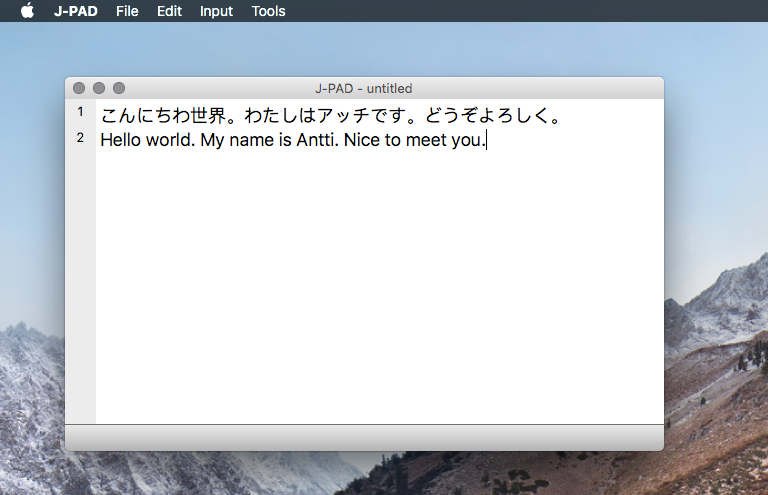 J-PAD File Edit Input Tools
J-PAD - untitled
1 こんにちわ世界。わたしはアッチです。どうぞよろしく。
2 Hello world. My name is Antti. Nice to meet you.